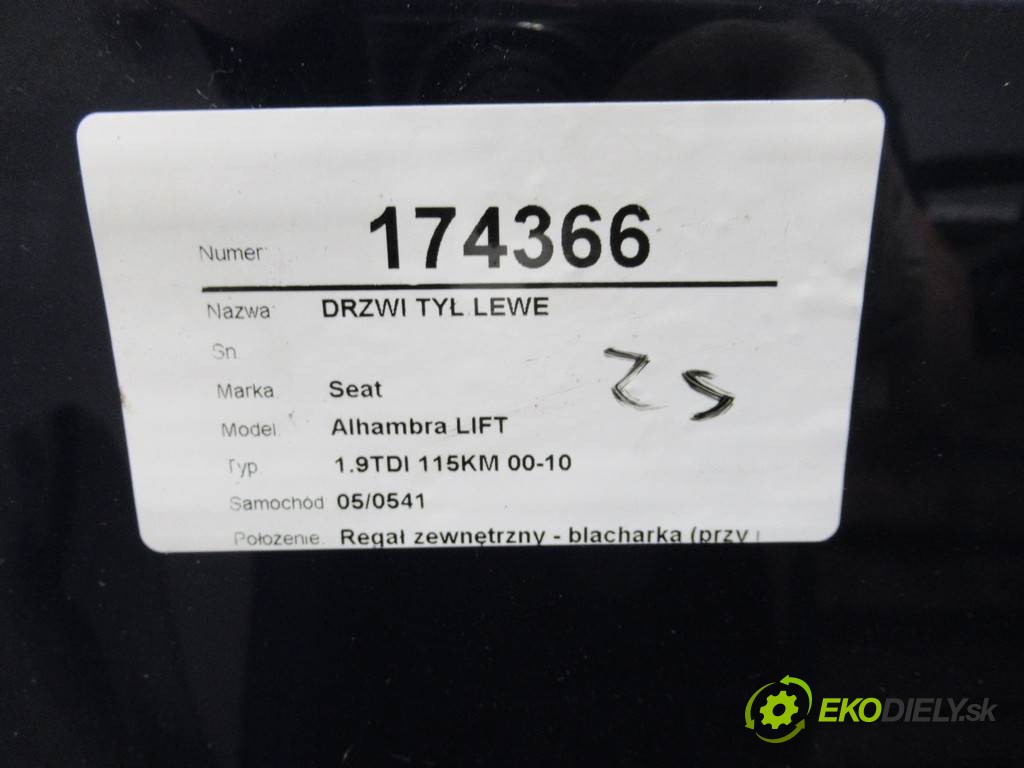 Numer: 174366
Nazwa: DRZWI TYŁ LEWE
Sn.
Marka: Seat
Model: Alhambra LIFT
Typ: 1.9TDI 115KM 00-10
Samochód 05/0541
Położenie: Regał zewnętrzny - blacharka (przy
EKODIELY.sk